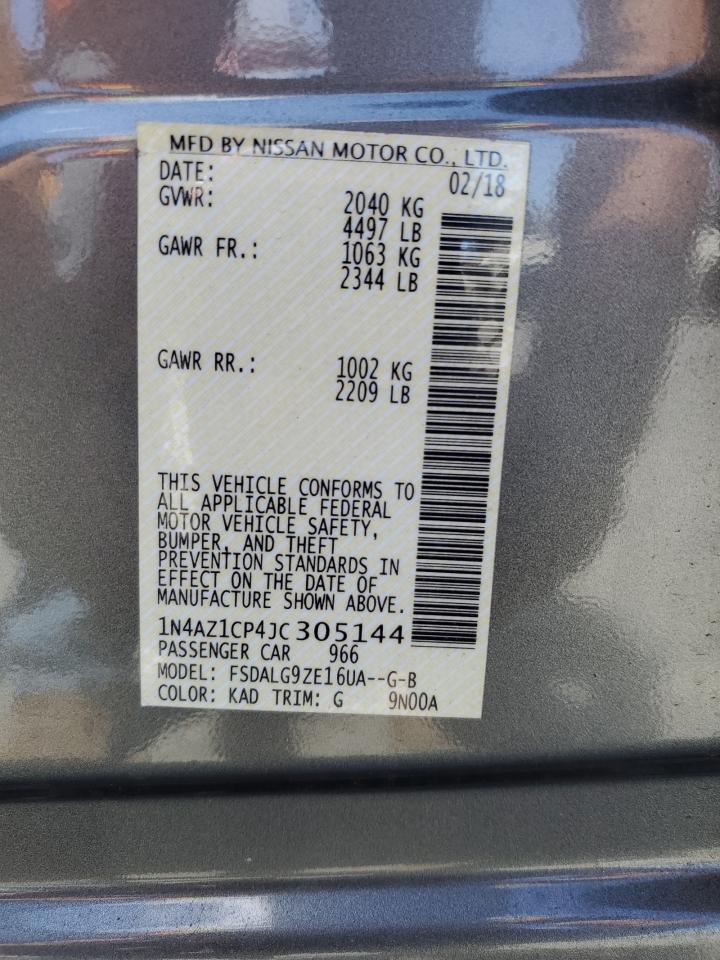 MFD BY NISSAN MOTOR CO., LTD.
DATE: 02/18
GVWR: 2040 KG
4497 LB
GAWR FR.: 1063 KG
2344 LB
GAWR RR.: 1002 KG
2209 LB
THIS VEHICLE CONFORMS TO
ALL APPLICABLE FEDERAL
MOTOR VEHICLE SAFETY,
BUMPER, AND THEFT
PREVENTION STANDARDS IN
EFFECT ON THE DATE OF
MANUFACTURE SHOWN ABOVE.
1N4AZ1CP4JC305144
PASSENGER CAR 966
MODEL: FSDALG9ZE16UA--G-B
COLOR: KAD TRIM: G 9N00A